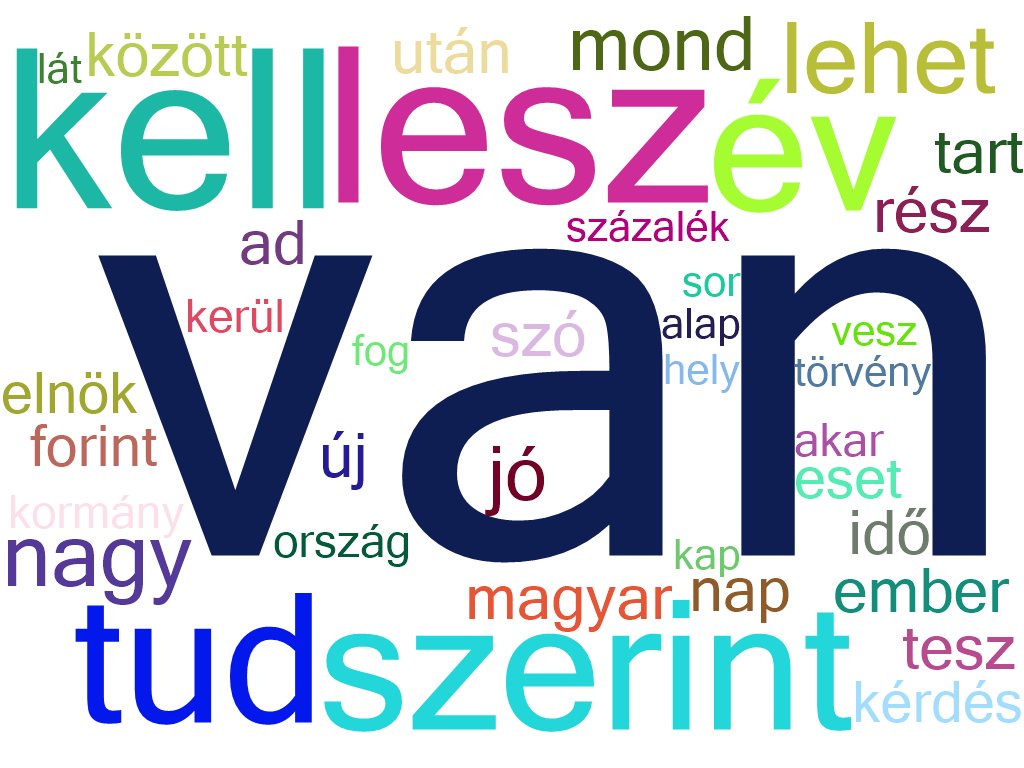 lát
között
után
mond
lehet
kell
lesz
év
tart
rész
ad
százalék
sor
kerül
szó
alap
vesz
fog
hely
törvény
van
elnök
forint
új
jó
akar
eset
kormány
idő
nagy
ország
kap
magyar
nap
ember
tud
szerint
tesz
kérdés